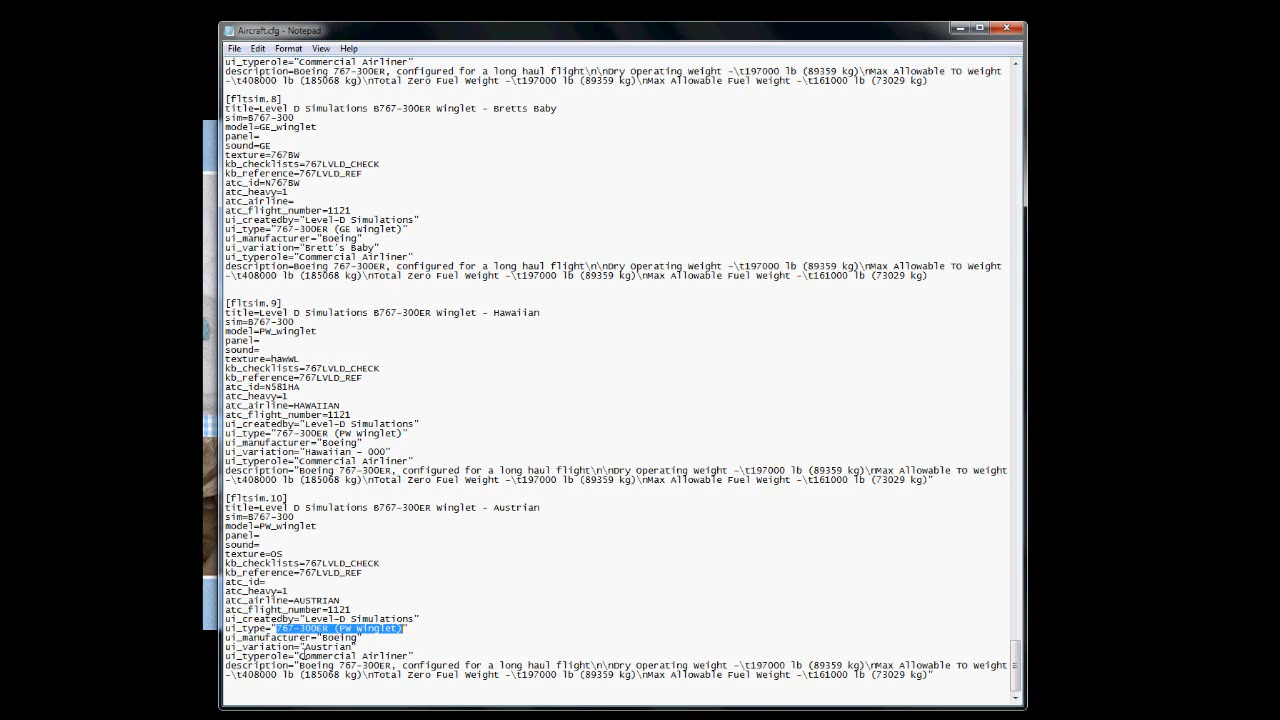 Aircraft.cfg - Notepad
File Edit Format View Help
ui_typerole="Commercial Airliner"
description=Boeing 767-300ER, configured for a long haul flight\n\nDry Operating Weight -\t197000 lb (89359 kg)\nMax Allowable TO Weight
-\t408000 lb (185068 kg)\nTotal Zero Fuel Weight -\t197000 lb (89359 kg)\nMax Allowable Fuel Weight -\t161000 lb (73029 kg)
[fltsim.8]
title=Level D Simulations B767-300ER Winglet - Bretts Baby
sim=B767-300
model=GE_winglet
panel=
sound=GE
texture=767BW
kb_checklists=767LVLD_CHECK
kb_reference=767LVLD_REF
atc_id=N767BW
atc_heavy=1
atc_airline=
atc_flight_number=1121
ui_createdby="Level-D Simulations"
ui_type="767-300ER (GE Winglet)"
ui_manufacturer="Boeing"
ui_variation="Brett's Baby"
ui_typerole="Commercial Airliner"
description=Boeing 767-300ER, configured for a long haul flight\n\nDry Operating Weight -\t197000 lb (89359 kg)\nMax Allowable TO Weight
-\t408000 lb (185068 kg)\nTotal Zero Fuel Weight -\t197000 lb (89359 kg)\nMax Allowable Fuel Weight -\t161000 lb (73029 kg)
[fltsim.9]
title=Level D Simulations B767-300ER Winglet - Hawaiian
sim=B767-300
model=PW_winglet
panel=
sound=
texture=hawWL
kb_checklists=767LVLD_CHECK
kb_reference=767LVLD_REF
atc_id=N581HA
atc_heavy=1
atc_airline=HAWAIIAN
atc_flight_number=1121
ui_createdby="Level-D Simulations"
ui_type="767-300ER (PW Winglet)"
ui_manufacturer="Boeing"
ui_variation="Hawaiian - OOO"
ui_typerole="Commercial Airliner"
description="Boeing 767-300ER, configured for a long haul flight\n\nDry Operating Weight -\t197000 lb (89359 kg)\nMax Allowable TO Weight
-\t408000 lb (185068 kg)\nTotal Zero Fuel Weight -\t197000 lb (89359 kg)\nMax Allowable Fuel Weight -\t161000 lb (73029 kg)"
[fltsim.10]
title=Level D Simulations B767-300ER Winglet - Austrian
sim=B767-300
model=PW_winglet
panel=
sound=
texture=OS
kb_checklists=767LVLD_CHECK
kb_reference=767LVLD_REF
atc_id=
atc_heavy=1
atc_airline=AUSTRIAN
atc_flight_number=1121
ui_createdby="Level-D Simulations"
ui_type="767-300ER (PW Winglet)"
ui_manufacturer="Boeing"
ui_variation="Austrian"
ui_typerole="Commercial Airliner"
description="Boeing 767-300ER, configured for a long haul flight\n\nDry Operating Weight -\t197000 lb (89359 kg)\nMax Allowable TO Weight
-\t408000 lb (185068 kg)\nTotal Zero Fuel Weight -\t197000 lb (89359 kg)\nMax Allowable Fuel Weight -\t161000 lb (73029 kg)"